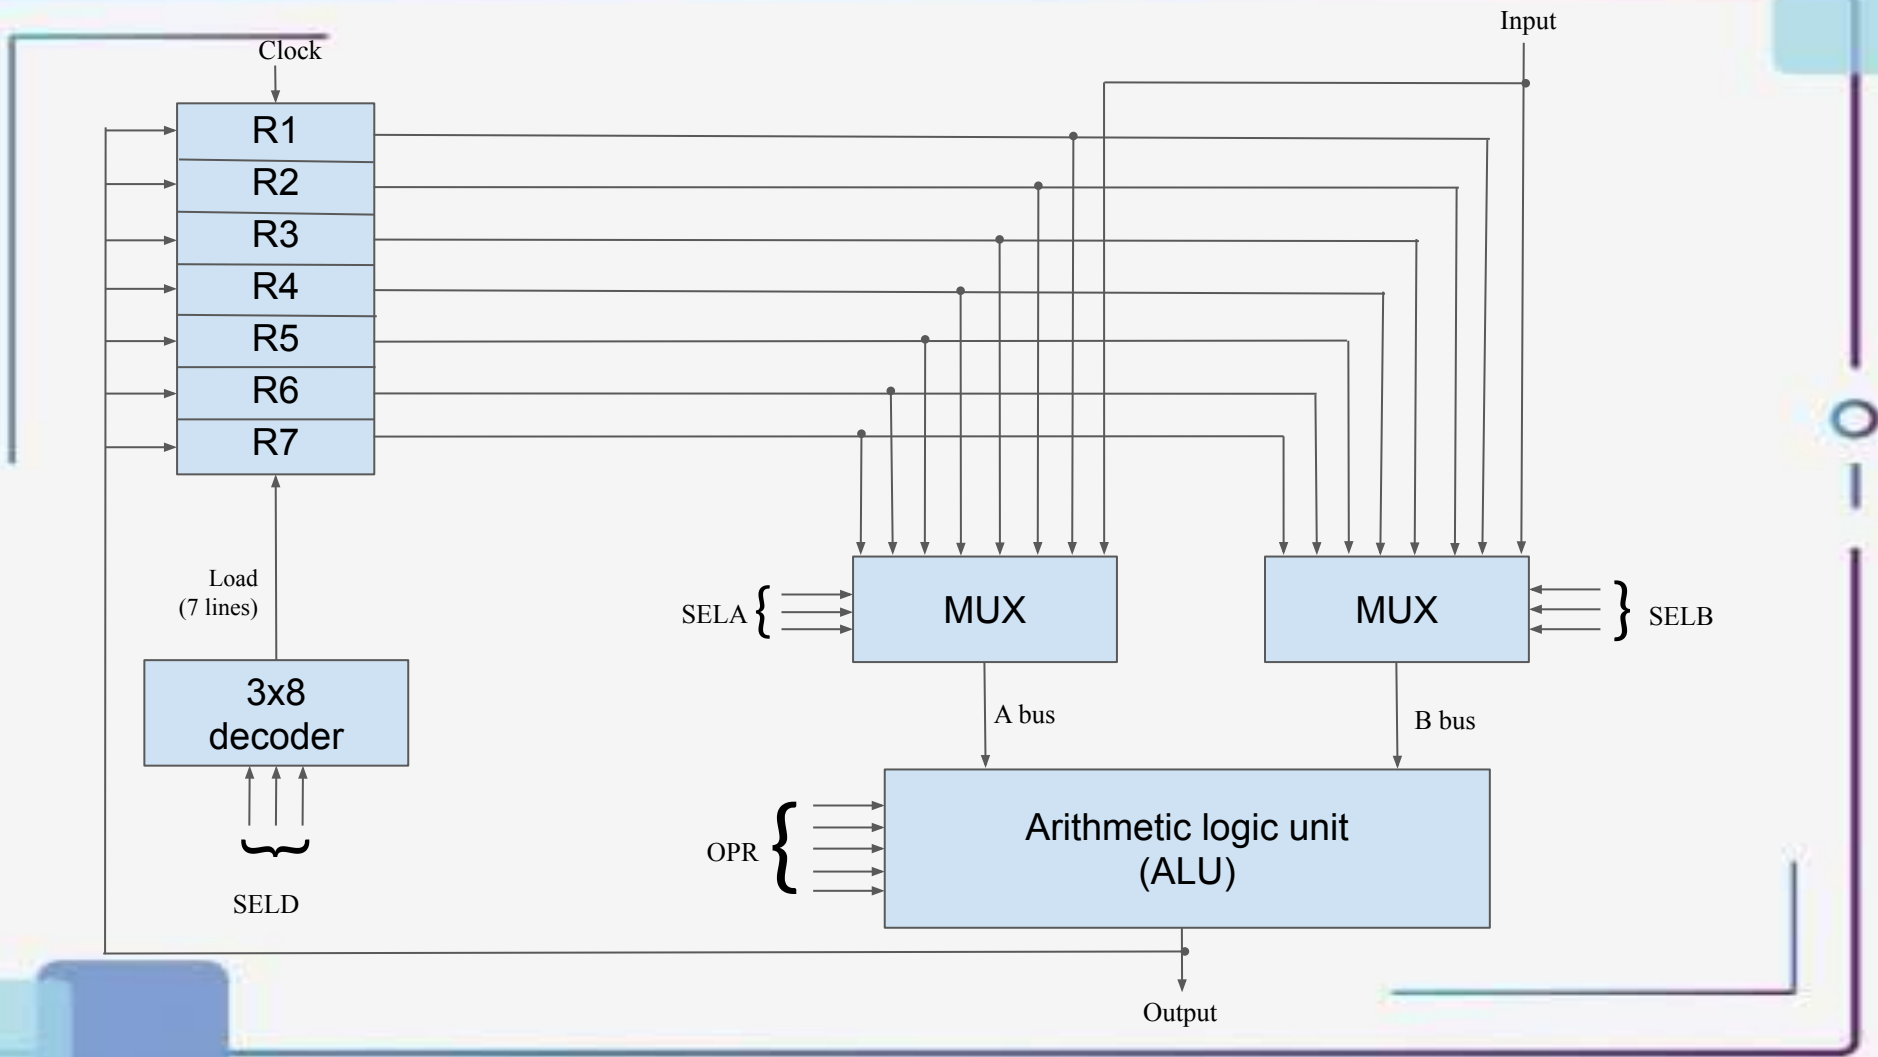 Input
Clock
R1
R2
R3
R4
R5
R6
R7
Load
(7 lines)
SELA
MUX
MUX
SELB
3x8
decoder
A bus
B bus
SELD
OPR
Arithmetic logic unit
(ALU)
Output